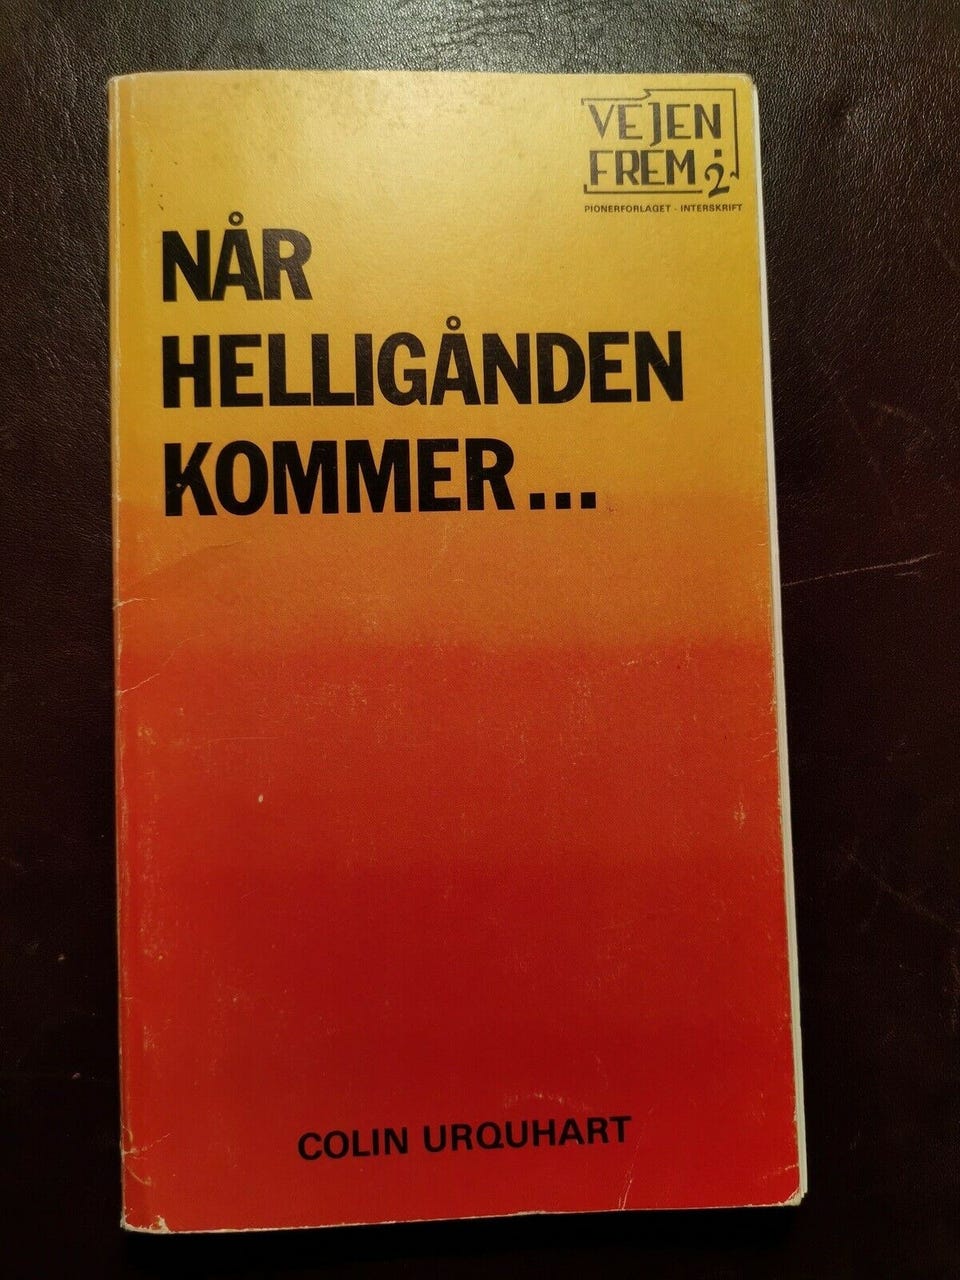 VEJEN
FREM: 2
PIONERFORLAGET - INTERSKRIFT
NÅR
HELLIGÅNDEN
KOMMER...
COLIN URQUHART